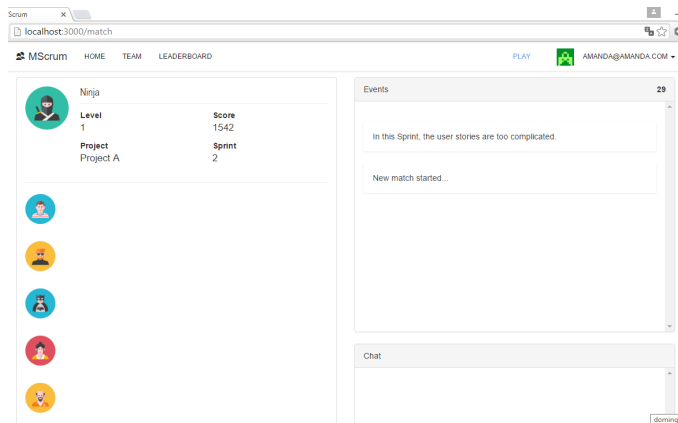 Scrum
localhost:3000/match
MScrum HOME TEAM LEADERBOARD PLAY AMANDA@AMANDA.COM
Ninja
Level Score
1 1542
Project Sprint
Project A 2
Events 29
In this Sprint, the user stories are too complicated.
New match started...
Chat
doming